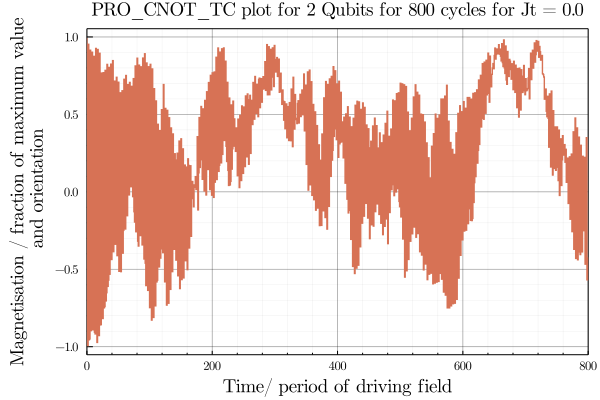 PRO_CNOT_TC plot for 2 Qubits for 800 cycles for Jt = 0.0
Magnetisation / fraction of maximum value
and orientation
1.0
0.5
0.0
−0.5
−1.0
0
200
400
600
800
Time/ period of driving field